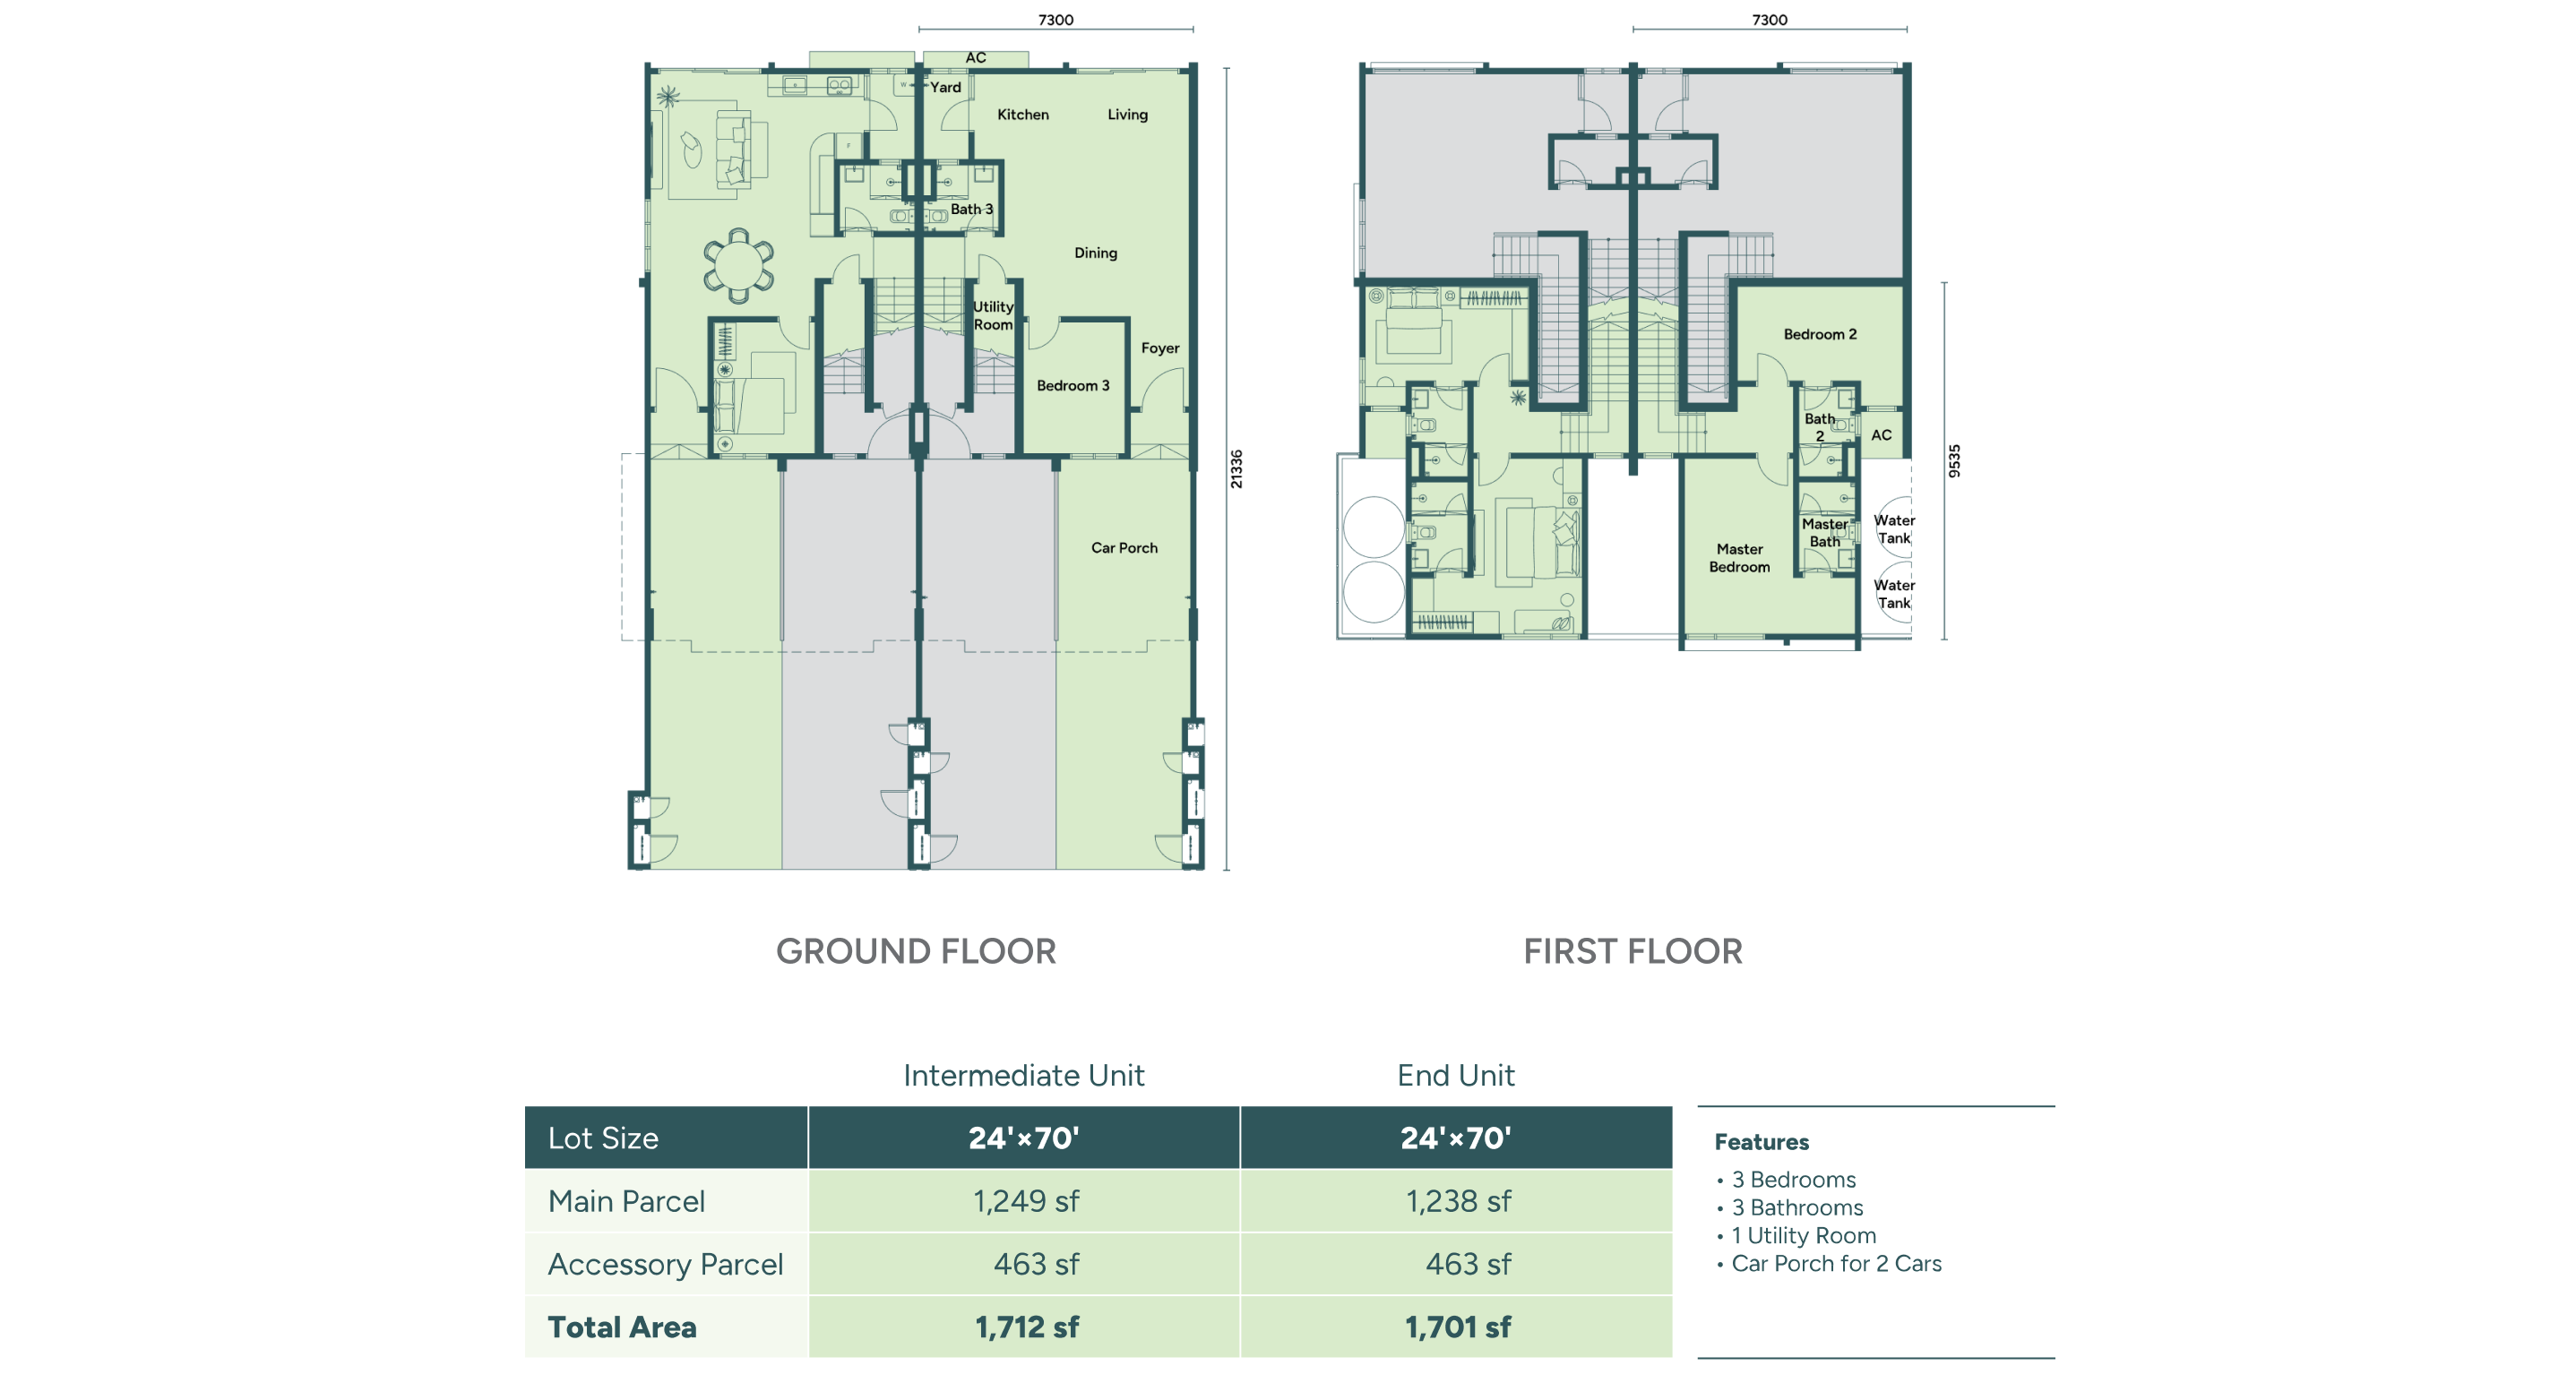 7300
AC
Yard
Kitchen
Living
W
F
Bath 3
Dining
Utility
Room
Foyer
Bedroom 3
21336
Car Porch
GROUND FLOOR
7300
Bedroom 2
Bath
2
AC
9535
Master
Bedroom
Master
Bath
Water
Tank
Water
Tank
FIRST FLOOR
Intermediate Unit
End Unit
Lot Size 24'×70' 24'×70'
Main Parcel 1,249 sf 1,238 sf
Accessory Parcel 463 sf 463 sf
Total Area 1,712 sf 1,701 sf
Features
• 3 Bedrooms
• 3 Bathrooms
• 1 Utility Room
• Car Porch for 2 Cars